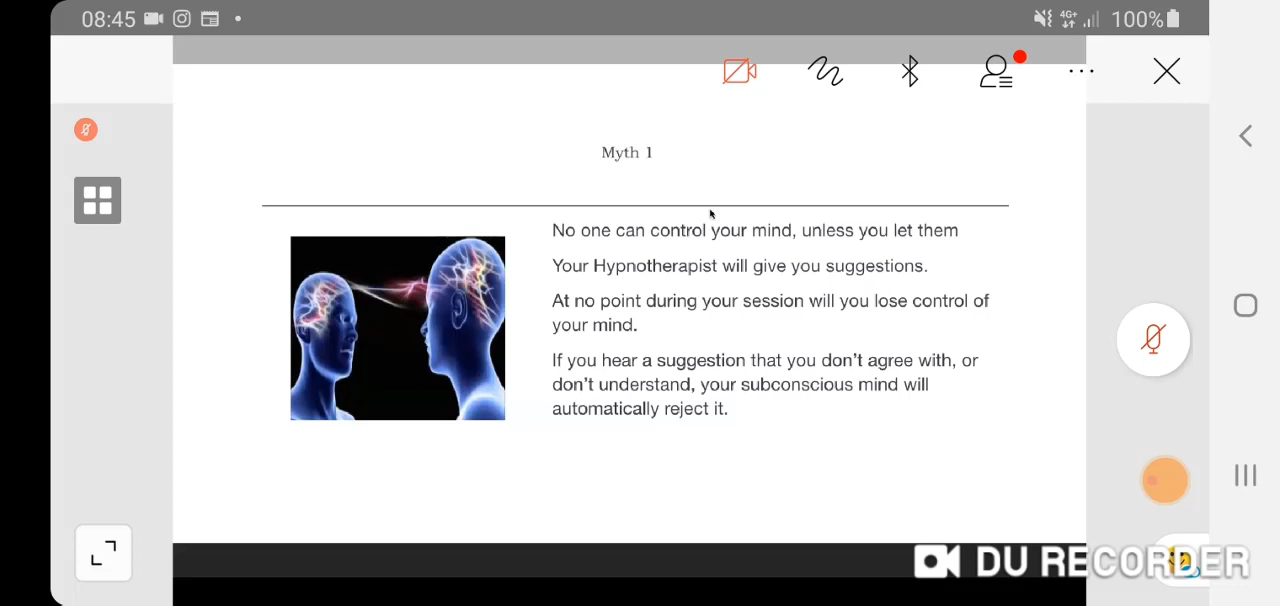 08:45
4G+
100%
Myth 1
No one can control your mind, unless you let them
Your Hypnotherapist will give you suggestions.
At no point during your session will you lose control of
your mind.
If you hear a suggestion that you don't agree with, or
don't understand, your subconscious mind will
automatically reject it.
DU RECORDER